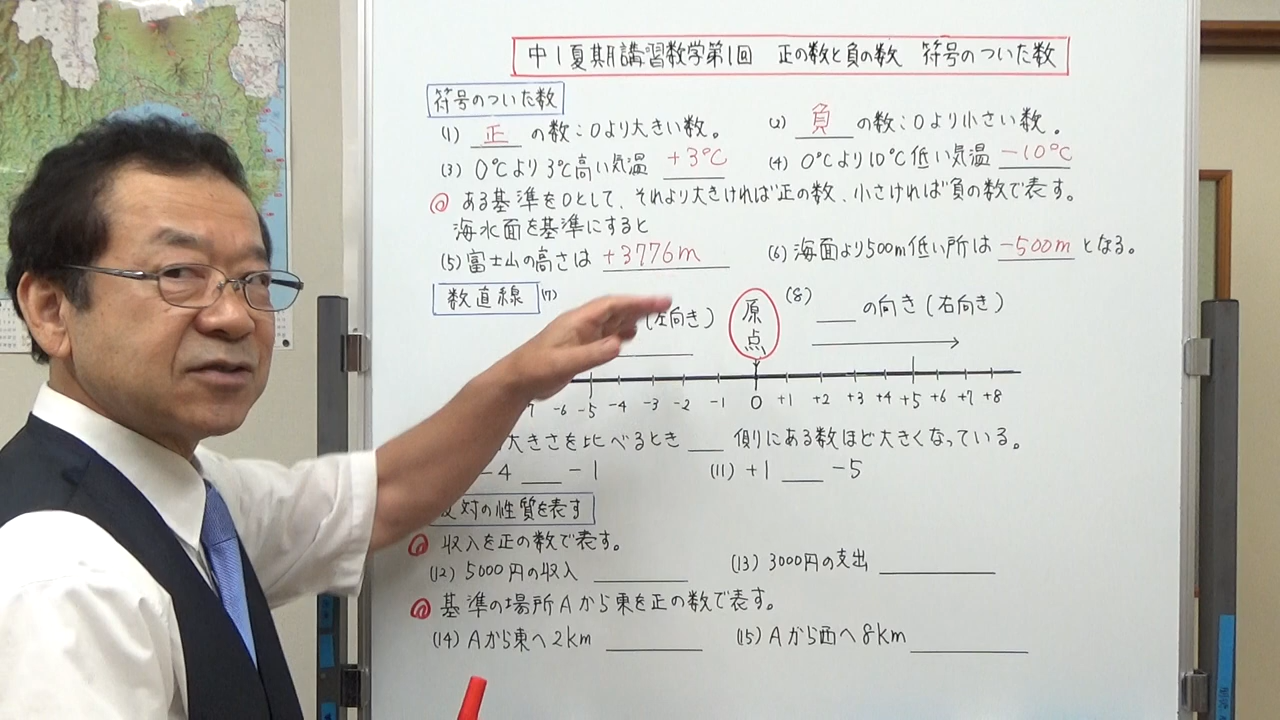 中1夏期講習数学第1回 正の数と負の数 符号のついた数
符号のついた数
(1) 正 の数：0より大きい数。 (2) 負 の数：0より小さい数。
(3) 0℃より3℃高い気温 +3℃ (4) 0℃より10℃低い気温 -10℃
◎ ある基準を0として、それより大きければ正の数、小さければ負の数で表す。
海水面を基準にすると
(5) 富士山の高さは +3776m (6) 海面より500m低い所は -500m となる。
数直線 (7) (左向き) 原点 (8) ___ の向き (右向き)
-6 -5 -4 -3 -2 -1 0 +1 +2 +3 +4 +5 +6 +7 +8
大きさを比べるとき ___ 側にある数ほど大きくなっている。
-4 ___ -1 (11) +1 ___ -5
対の性質を表す
◎ 収入を正の数で表す。
(12) 5000円の収入 (13) 3000円の支出
◎ 基準の場所Aから東を正の数で表す。
(14) Aから東へ2km (15) Aから西へ8km